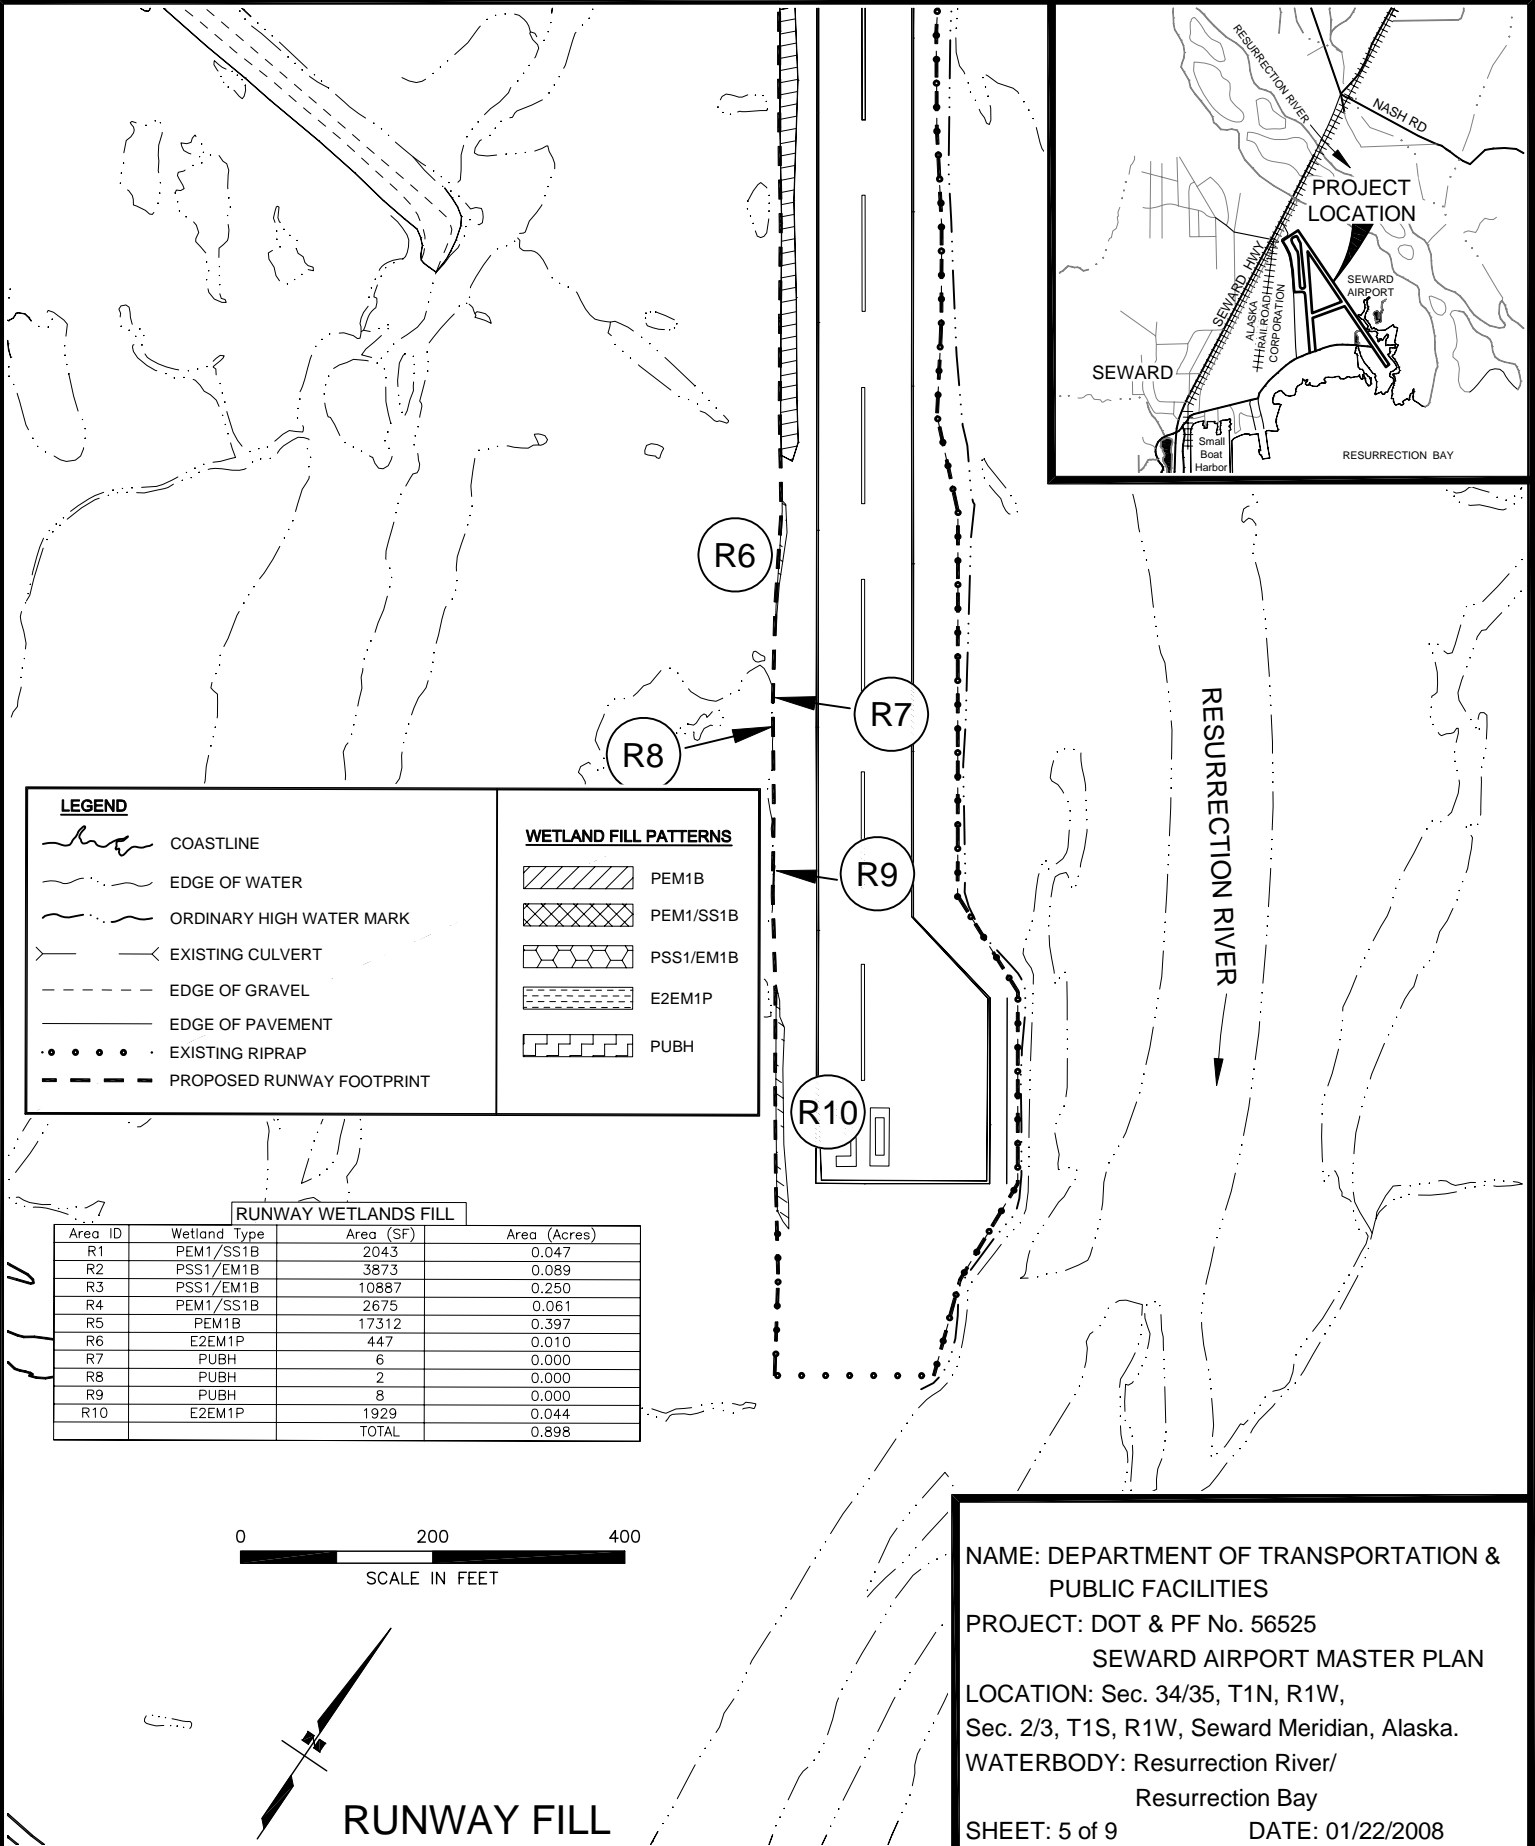 RESURRECTION RIVER
NASH RD
PROJECT
LOCATION
SEWARD HWY
ALASKA
RAILROAD
CORPORATION
SEWARD
AIRPORT
SEWARD
Small
Boat
Harbor
RESURRECTION BAY
R6
R7
R8
R9
R10
RESURRECTION RIVER
LEGEND
COASTLINE
EDGE OF WATER
ORDINARY HIGH WATER MARK
EXISTING CULVERT
EDGE OF GRAVEL
EDGE OF PAVEMENT
EXISTING RIPRAP
PROPOSED RUNWAY FOOTPRINT
WETLAND FILL PATTERNS
PEM1B
PEM1/SS1B
PSS1/EM1B
E2EM1P
PUBH
RUNWAY WETLANDS FILL
Area ID Wetland Type Area (SF) Area (Acres)
R1 PEM1/SS1B 2043 0.047
R2 PSS1/EM1B 3873 0.089
R3 PSS1/EM1B 10887 0.250
R4 PEM1/SS1B 2675 0.061
R5 PEM1B 17312 0.397
R6 E2EM1P 447 0.010
R7 PUBH 6 0.000
R8 PUBH 2 0.000
R9 PUBH 8 0.000
R10 E2EM1P 1929 0.044
TOTAL 0.898
0 200 400
SCALE IN FEET
RUNWAY FILL
NAME: DEPARTMENT OF TRANSPORTATION &
PUBLIC FACILITIES
PROJECT: DOT & PF No. 56525
SEWARD AIRPORT MASTER PLAN
LOCATION: Sec. 34/35, T1N, R1W,
Sec. 2/3, T1S, R1W, Seward Meridian, Alaska.
WATERBODY: Resurrection River/
Resurrection Bay
SHEET: 5 of 9 DATE: 01/22/2008